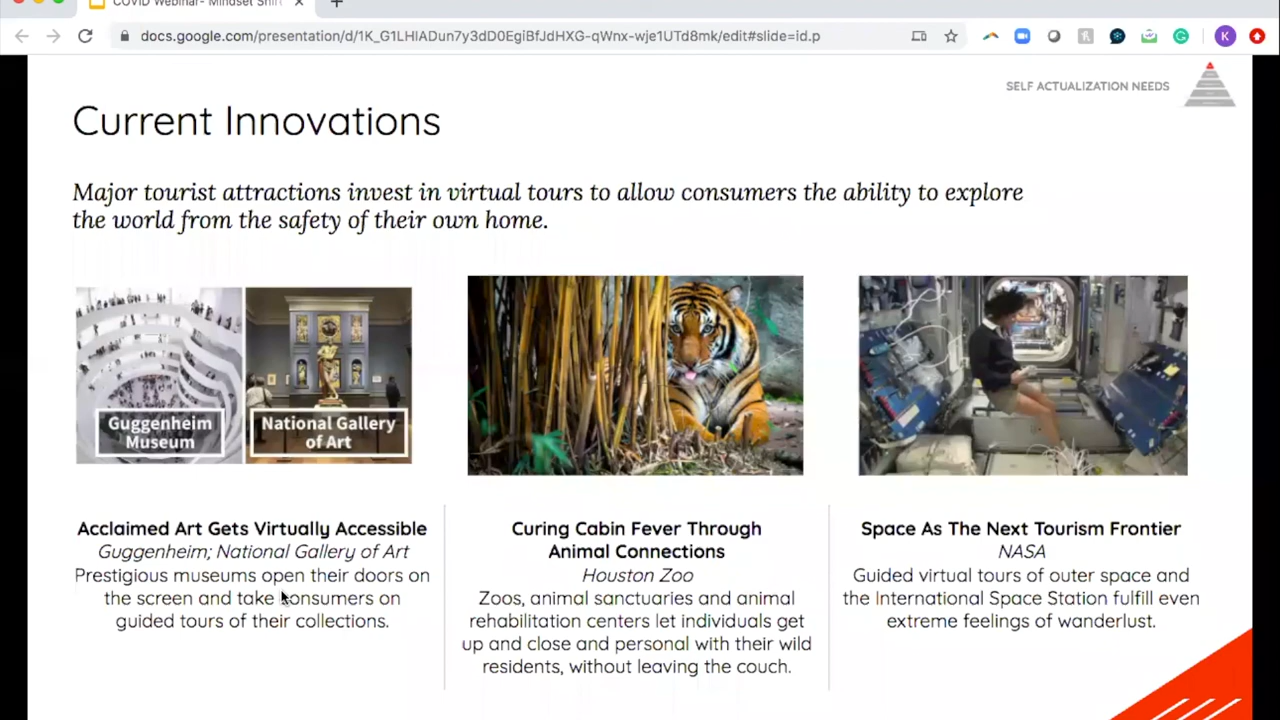 COVID Webinar- Mindset Shift
docs.google.com/presentation/d/1K_G1LHlADun7y3dD0EgiBfJdHXG-qWnx-wje1UTd8mk/edit#slide=id.p
K
SELF ACTUALIZATION NEEDS
Current Innovations
Major tourist attractions invest in virtual tours to allow consumers the ability to explore
the world from the safety of their own home.
Guggenheim
Museum
National Gallery
of Art
Acclaimed Art Gets Virtually Accessible
Guggenheim; National Gallery of Art
Prestigious museums open their doors on
the screen and take consumers on
guided tours of their collections.
Curing Cabin Fever Through
Animal Connections
Houston Zoo
Zoos, animal sanctuaries and animal
rehabilitation centers let individuals get
up and close and personal with their wild
residents, without leaving the couch.
Space As The Next Tourism Frontier
NASA
Guided virtual tours of outer space and
the International Space Station fulfill even
extreme feelings of wanderlust.